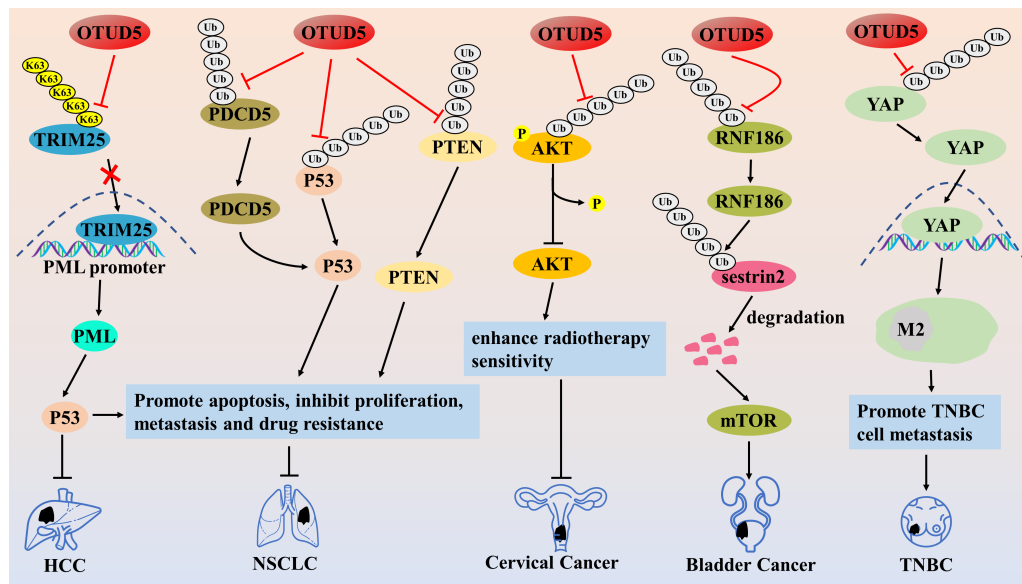 OTUD5
K63
K63
K63
K63
K63
TRIM25
TRIM25
PML promoter
PML
P53
HCC
OTUD5
Ub
Ub
Ub
Ub
Ub
PDCD5
PDCD5
Ub
Ub
Ub
Ub
Ub
P53
P53
Ub
Ub
Ub
Ub
Ub
PTEN
PTEN
Promote apoptosis, inhibit proliferation,
metastasis and drug resistance
NSCLC
OTUD5
Ub
Ub
Ub
Ub
Ub
P
AKT
P
AKT
enhance radiotherapy
sensitivity
Cervical Cancer
OTUD5
Ub
Ub
Ub
Ub
Ub
RNF186
RNF186
Ub
Ub
Ub
Ub
Ub
sestrin2
degradation
mTOR
Bladder Cancer
OTUD5
Ub
Ub
Ub
Ub
Ub
YAP
YAP
YAP
M2
Promote TNBC
cell metastasis
TNBC